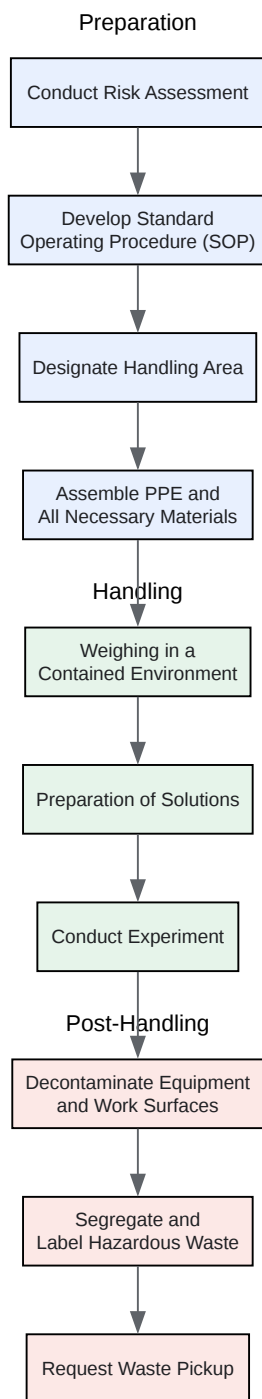 Preparation
Conduct Risk Assessment
Develop Standard
Operating Procedure (SOP)
Designate Handling Area
Assemble PPE and
All Necessary Materials
Handling
Weighing in a
Contained Environment
Preparation of Solutions
Conduct Experiment
Post-Handling
Decontaminate Equipment
and Work Surfaces
Segregate and
Label Hazardous Waste
Request Waste Pickup